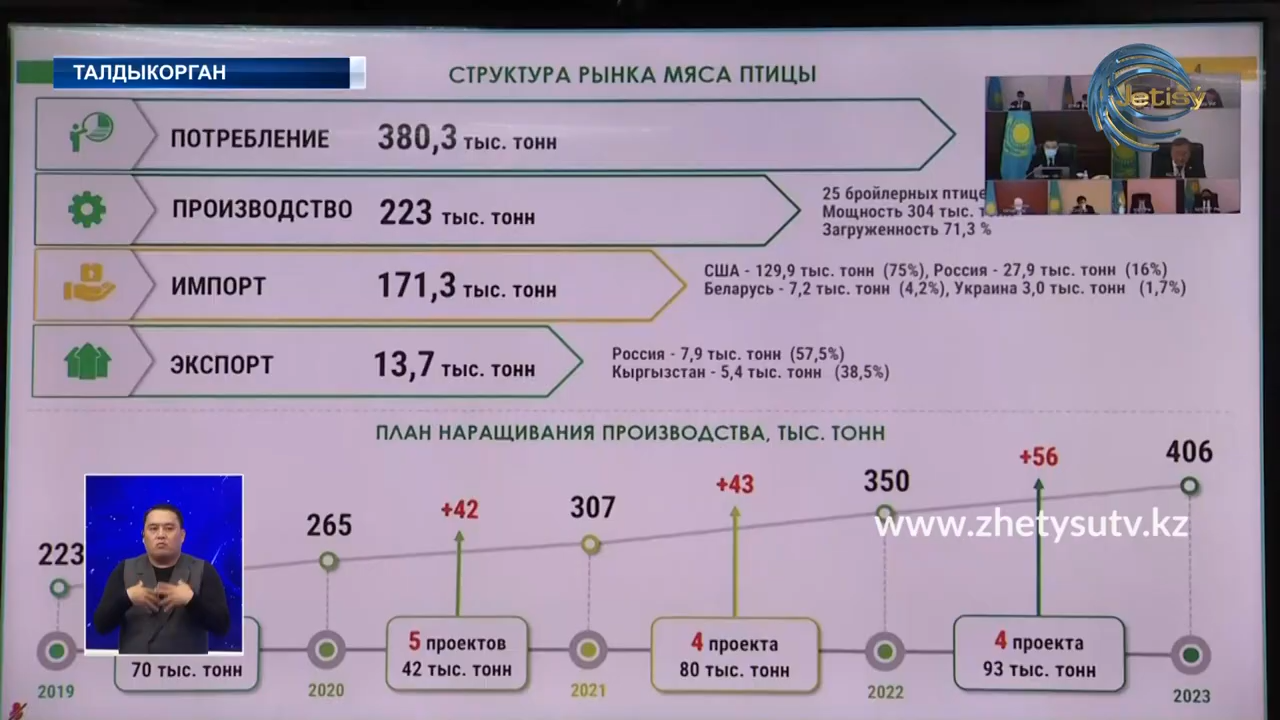 ТАЛДЫКОРГАН
СТРУКТУРА РЫНКА МЯСА ПТИЦЫ
4
Jetisý
ПОТРЕБЛЕНИЕ 380,3 тыс. тонн
ПРОИЗВОДСТВО 223 тыс. тонн
25 бройлерных
Мощность 304 тыс.
Загруженность 71,3 %
ИМПОРТ 171,3 тыс. тонн
США - 129,9 тыс. тонн (75%), Россия - 27,9 тыс. тонн (16%)
Беларусь - 7,2 тыс. тонн (4,2%), Украина 3,0 тыс. тонн (1,7%)
ЭКСПОРТ 13,7 тыс. тонн
Россия - 7,9 тыс. тонн (57,5%)
Кыргызстан - 5,4 тыс. тонн (38,5%)
ПЛАН НАРАЩИВАНИЯ ПРОИЗВОДСТВА, ТЫС. ТОНН
223 265 +42 307 +43 350 +56 406
www.zhetysutv.kz
70 тыс. тонн
5 проектов
42 тыс. тонн
4 проекта
80 тыс. тонн
4 проекта
93 тыс. тонн
2019 2020 2021 2022 2023